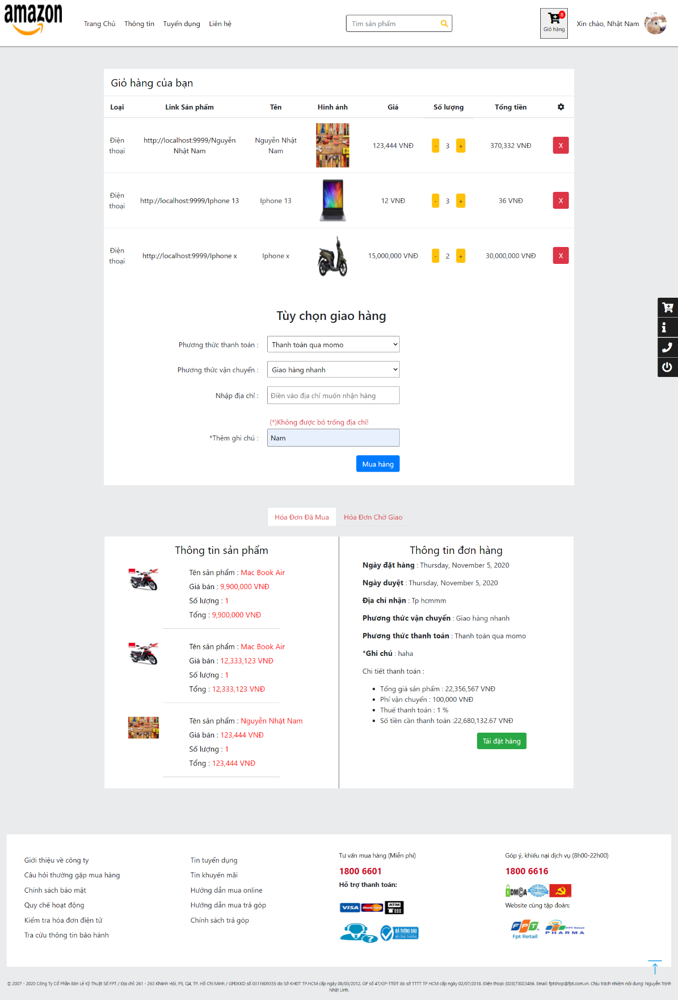 amazon
Trang Chủ Thông tin Tuyển dụng Liên hệ
Tìm sản phẩm
8
Giỏ hàng
Xin chào, Nhật Nam
Giỏ hàng của bạn
Loại Link Sản phẩm Tên Hình ảnh Giá Số lượng Tổng tiền
Điện thoại http://localhost:9999/Nguyễn Nhật Nam Nguyễn Nhật Nam 123,444 VNĐ - 3 + 370,332 VNĐ X
Điện thoại http://localhost:9999/Iphone 13 Iphone 13 12 VNĐ - 3 + 36 VNĐ X
Điện thoại http://localhost:9999/Iphone x Iphone x 15,000,000 VNĐ - 2 + 30,000,000 VNĐ X
Tùy chọn giao hàng
Phương thức thanh toán : Thanh toán qua momo
Phương thức vận chuyển : Giao hàng nhanh
Nhập địa chỉ : Điền vào địa chỉ muốn nhận hàng
(*)Không được bỏ trống địa chỉ!
*Thêm ghi chú : Nam
Mua hàng
Hóa Đơn Đã Mua Hóa Đơn Chờ Giao
Thông tin sản phẩm
Tên sản phẩm : Mac Book Air
Giá bán : 9,900,000 VNĐ
Số lượng : 1
Tổng : 9,900,000 VNĐ
Tên sản phẩm : Mac Book Air
Giá bán : 12,333,123 VNĐ
Số lượng : 1
Tổng : 12,333,123 VNĐ
Tên sản phẩm : Nguyễn Nhật Nam
Giá bán : 123,444 VNĐ
Số lượng : 1
Tổng : 123,444 VNĐ
Thông tin đơn hàng
Ngày đặt hàng : Thursday, November 5, 2020
Ngày duyệt : Thursday, November 5, 2020
Địa chỉ nhận : Tp hcmmm
Phương thức vận chuyển : Giao hàng nhanh
Phương thức thanh toán : Thanh toán qua momo
*Ghi chú : haha
Chi tiết thanh toán :
Tổng giá sản phẩm : 22,356,567 VNĐ
Phí vận chuyển : 100,000 VNĐ
Thuế thanh toán : 1 %
Số tiền cần thanh toán :22,680,132.67 VNĐ
Tái đặt hàng
Giới thiệu về công ty
Câu hỏi thường gặp mua hàng
Chính sách bảo mật
Quy chế hoạt động
Kiểm tra hóa đơn điện tử
Tra cứu thông tin bảo hành
Tin tuyển dụng
Tin khuyến mãi
Hướng dẫn mua online
Hướng dẫn mua trả góp
Chính sách trả góp
Tư vấn mua hàng (Miễn phí)
1800 6601
Hỗ trợ thanh toán:
VISA MasterCard ATM
ĐÃ THÔNG BÁO
BỘ CÔNG THƯƠNG
Góp ý, khiếu nại dịch vụ (8h00-22h00)
1800 6616
DMCA
Website cùng tập đoàn:
FPT
Fpt Retail
FPT Retail
PHARMA
© 2007 - 2020 Công Ty Cổ Phần Bán Lẻ Kỹ Thuật Số FPT / Địa chỉ: 261 - 263 Khánh Hội, P5, Q4, TP. Hồ Chí Minh / GPĐKKD số 0311609355 do Sở KHĐT TP.HCM cấp ngày 08/03/2012. GP số 47/GP-TTĐT do sở TTTT TP HCM cấp ngày 02/07/2018. Điện thoại: (028)73023456. Email: fptshop@fpt.com.vn. Chịu trách nhiệm nội dung: Nguyễn Trịnh
Nhật Linh.